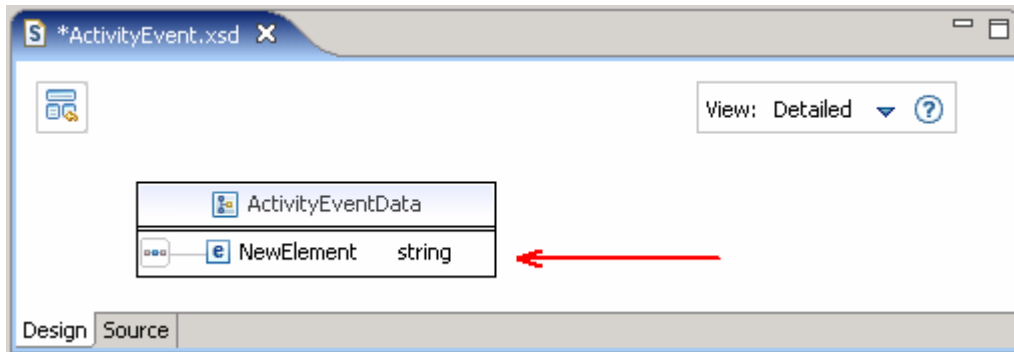 *ActivityEvent.xsd
View: Detailed
ActivityEventData
e NewElement string
Design Source